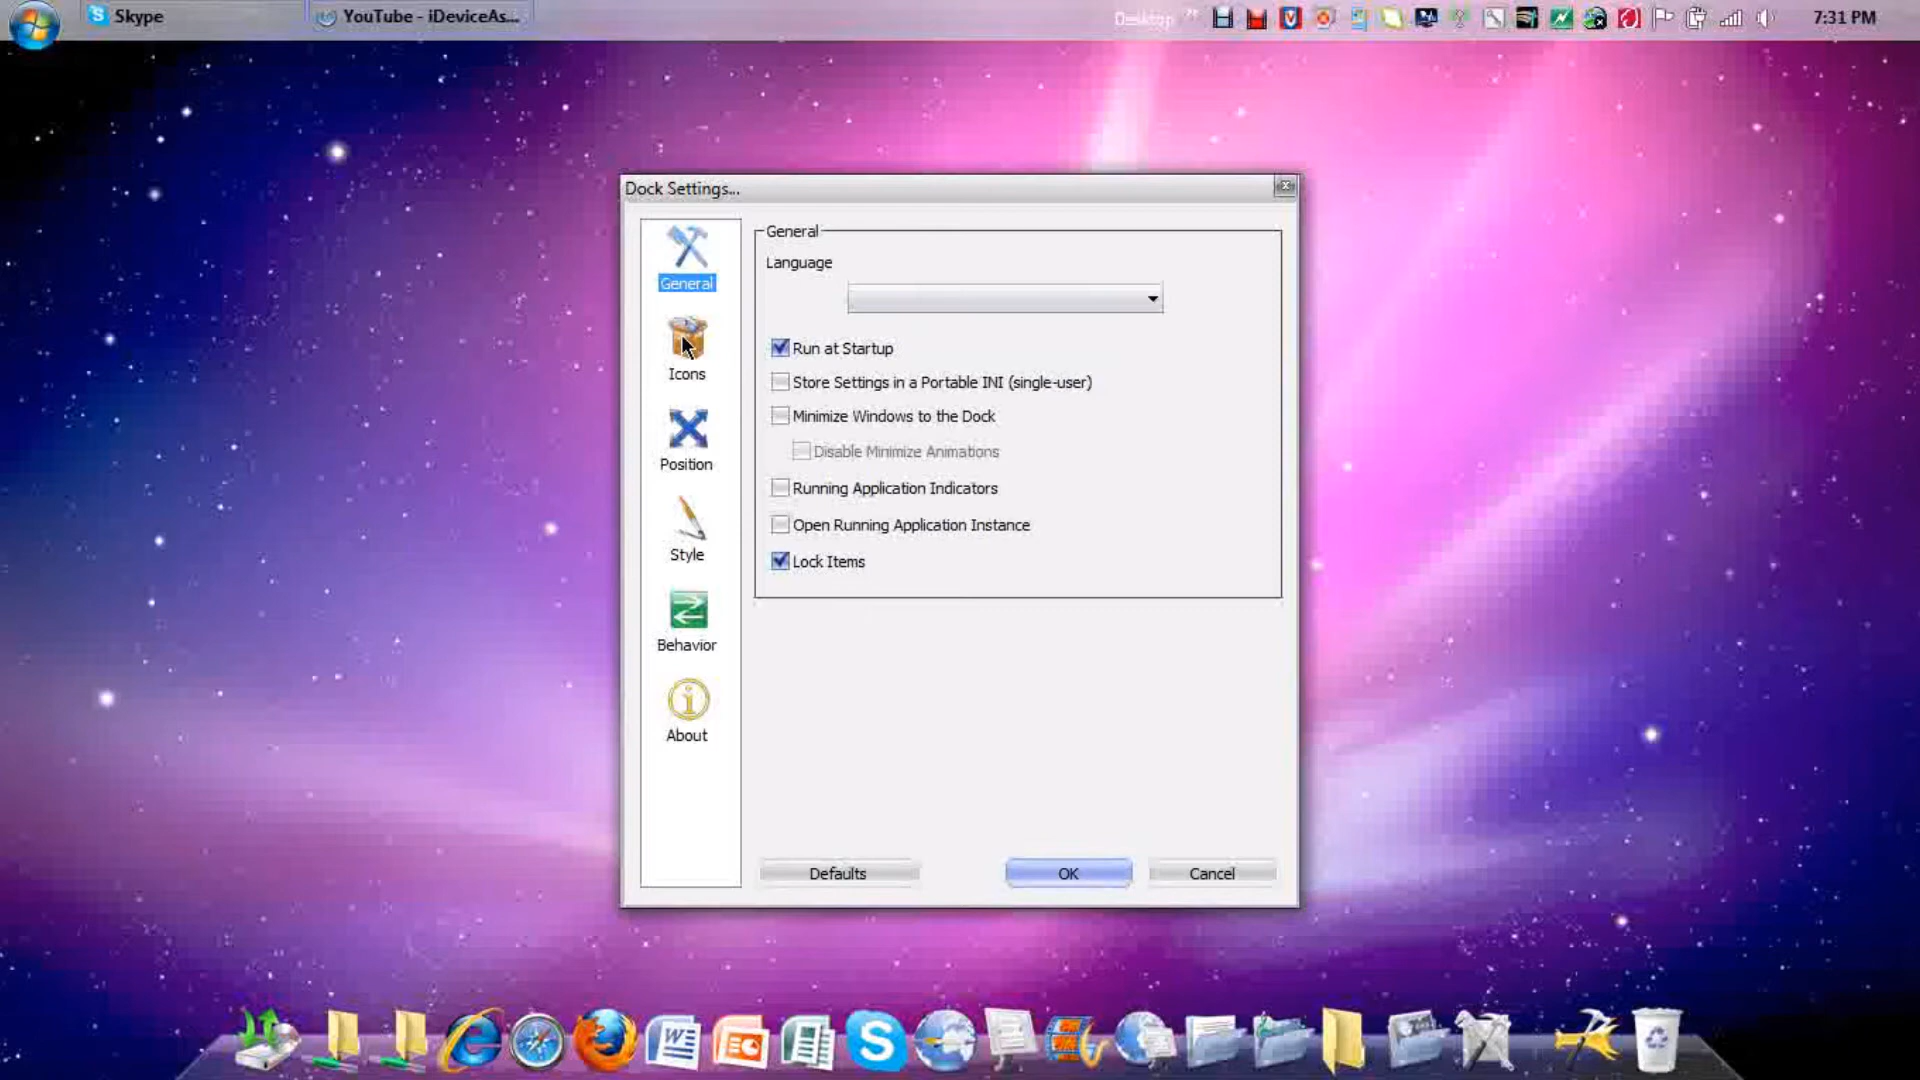 Skype
YouTube - iDeviceAs...
Desktop
7:31 PM
Dock Settings...
General
Icons
Position
Style
Behavior
About
General
Language
Run at Startup
Store Settings in a Portable INI (single-user)
Minimize Windows to the Dock
Disable Minimize Animations
Running Application Indicators
Open Running Application Instance
Lock Items
Defaults
OK
Cancel